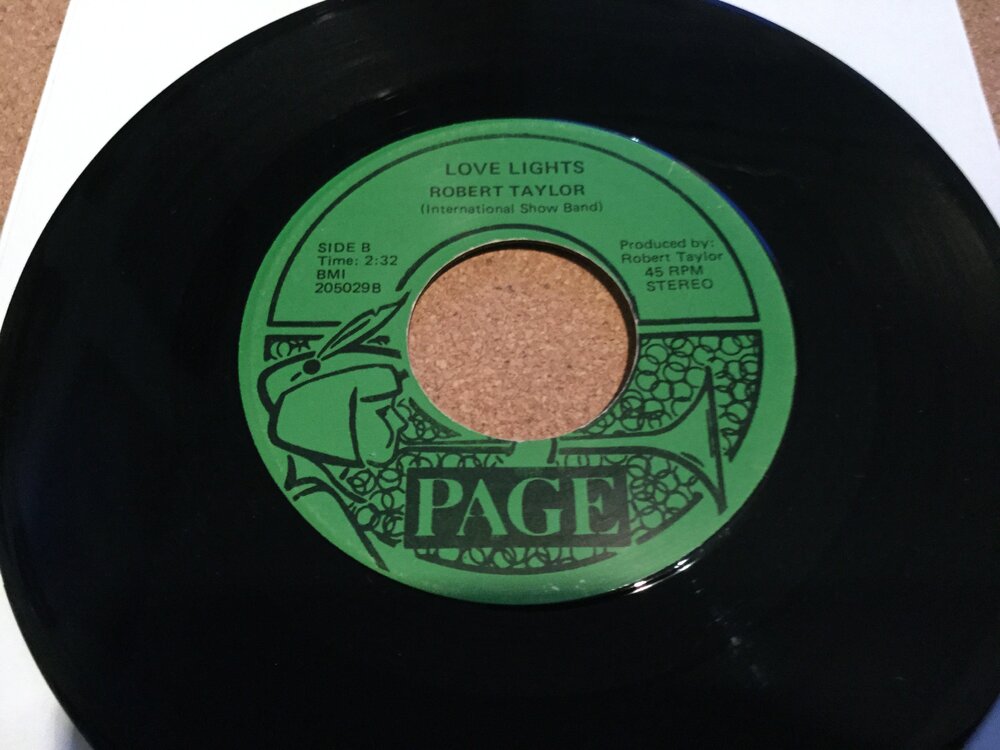 LOVE LIGHTS
ROBERT TAYLOR
(International Show Band)
SIDE B
Time: 2:32
BMI
205029B
Produced by:
Robert Taylor
45 RPM
STEREO
PAGE